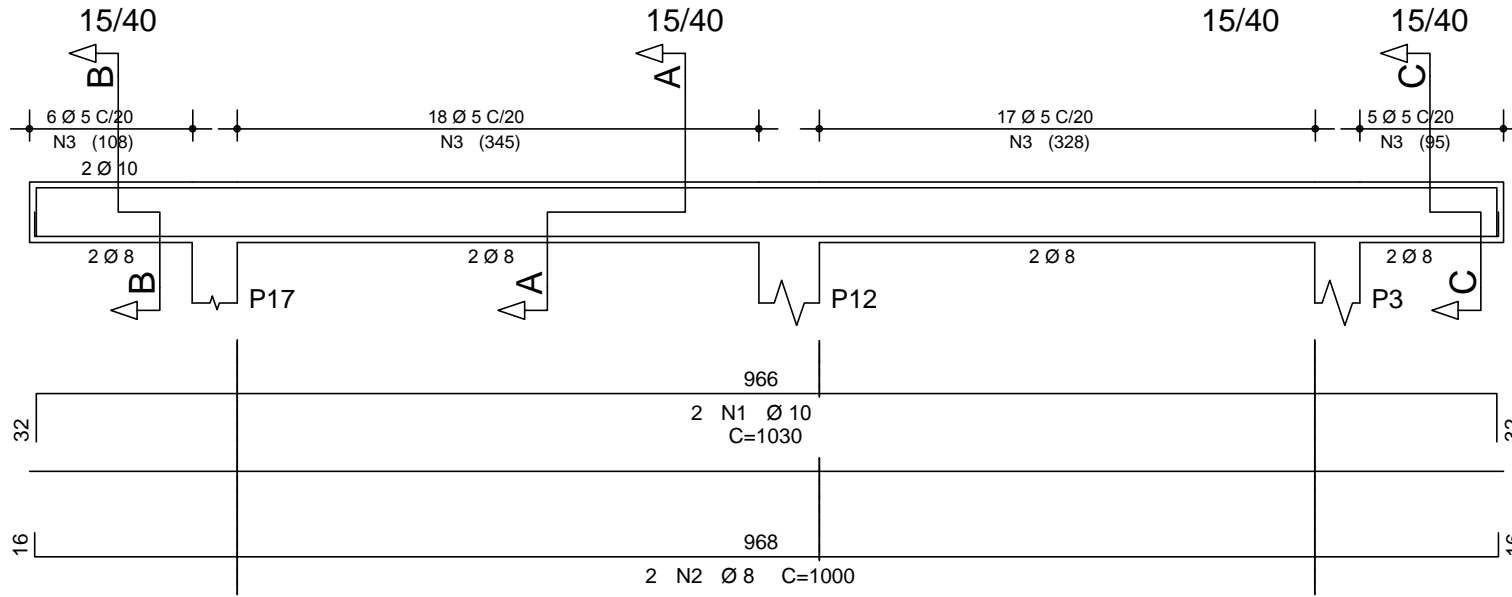 15/40 15/40 15/40 15/40
B A C
6 Ø 5 C/20 18 Ø 5 C/20 17 Ø 5 C/20 5 Ø 5 C/20
N3 (108) N3 (345) N3 (328) N3 (95)
2 Ø 10
2 Ø 8 2 Ø 8 2 Ø 8 2 Ø 8
B A C
P17 P12 P3
966
2 N1 Ø 10
32 C=1030 32
968
16 16
2 N2 Ø 8 C=1000